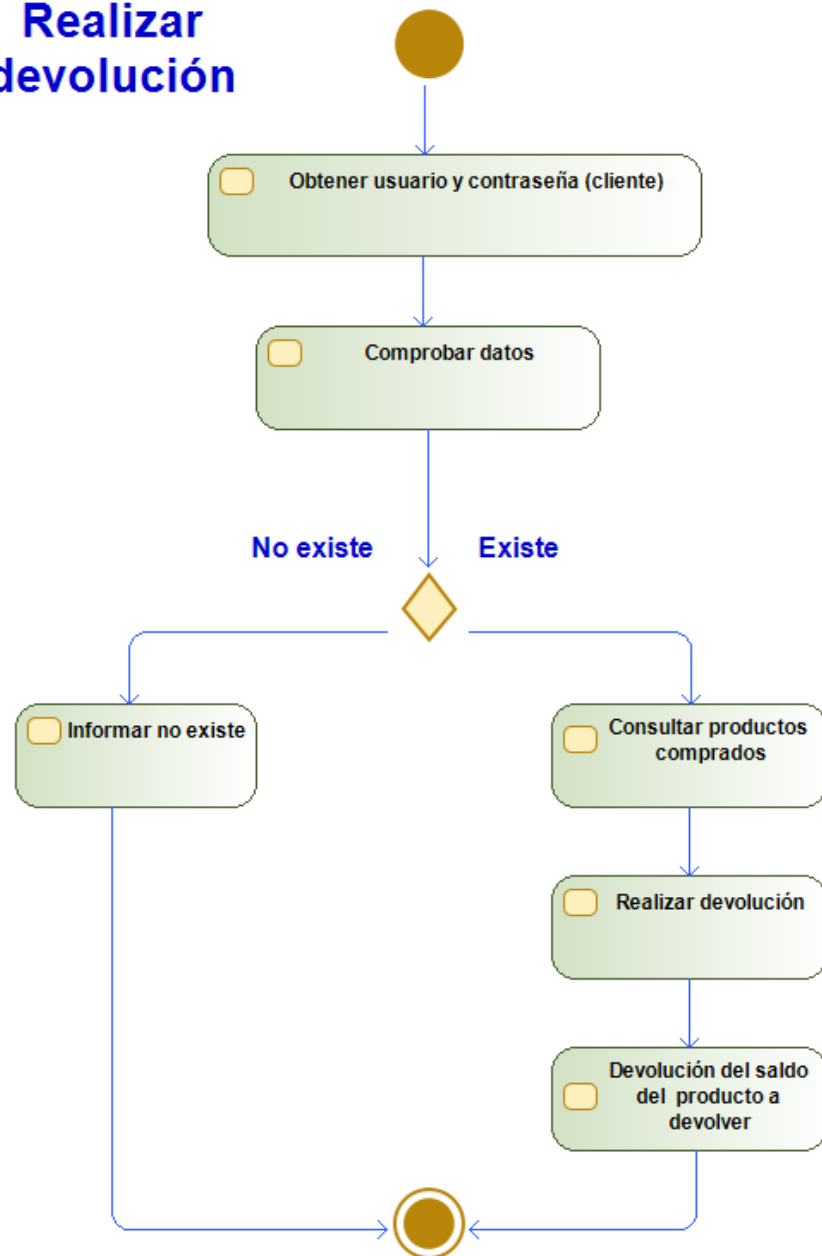 Realizar
devolución
Obtener usuario y contraseña (cliente)
Comprobar datos
No existe
Existe
Informar no existe
Consultar productos
comprados
Realizar devolución
Devolución del saldo
del producto a
devolver